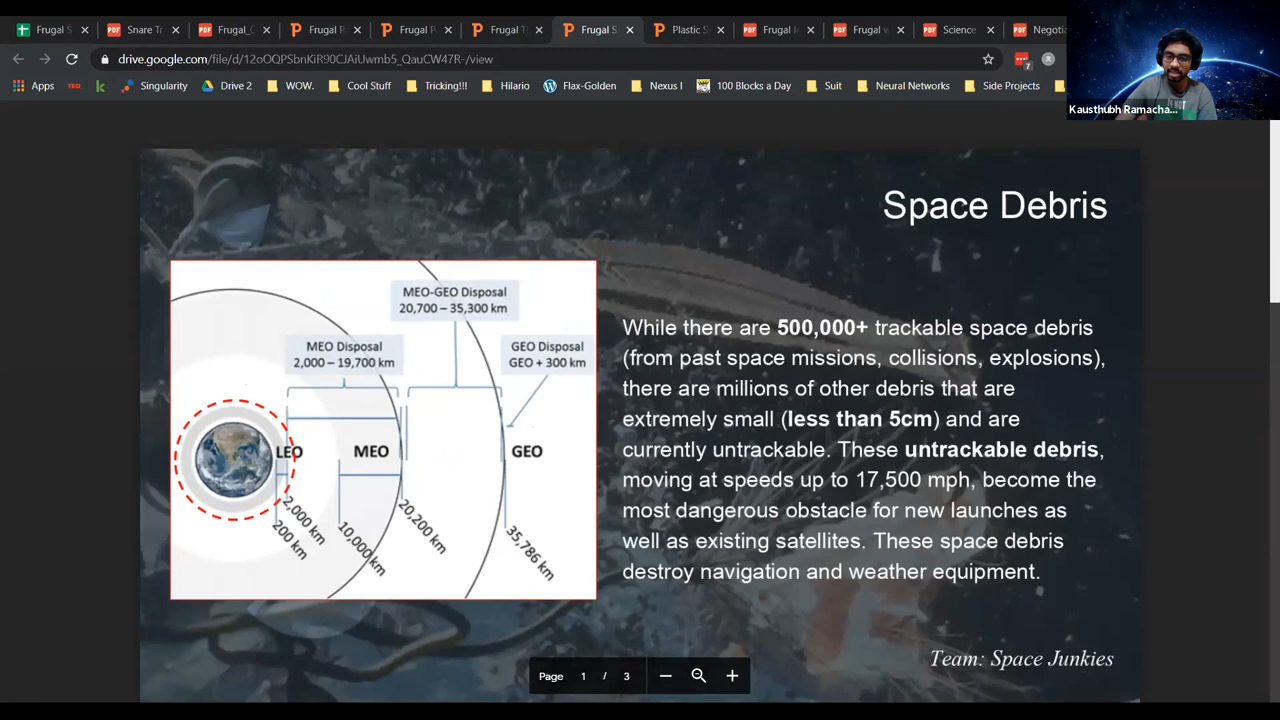 Frugal S
Snare Tr
Frugal_
Frugal P
Frugal P
Frugal T
Frugal S
Plastic S
Frugal
Frugal
Science
Negoti
drive.google.com/file/d/12oOQPSbnKiR90CJAiUwmb5_QauCW47R-/view
7
Apps
TED
k
Singularity
Drive 2
WOW.
Cool Stuff
Tricking!!!
Hilario
Flax-Golden
Nexus I
100 Blocks a Day
Suit
Neural Networks
Side Projects
Kausthubh Ramacha...
Space Debris
MEO-GEO Disposal
20,700 – 35,300 km
MEO Disposal
2,000 – 19,700 km
GEO Disposal
GEO + 300 km
LEO
MEO
GEO
200 km
2,000 km
10,000 km
20,200 km
35,786 km
While there are 500,000+ trackable space debris
(from past space missions, collisions, explosions),
there are millions of other debris that are
extremely small (less than 5cm) and are
currently untrackable. These untrackable debris,
moving at speeds up to 17,500 mph, become the
most dangerous obstacle for new launches as
well as existing satellites. These space debris
destroy navigation and weather equipment.
Team: Space Junkies
Page 1 / 3